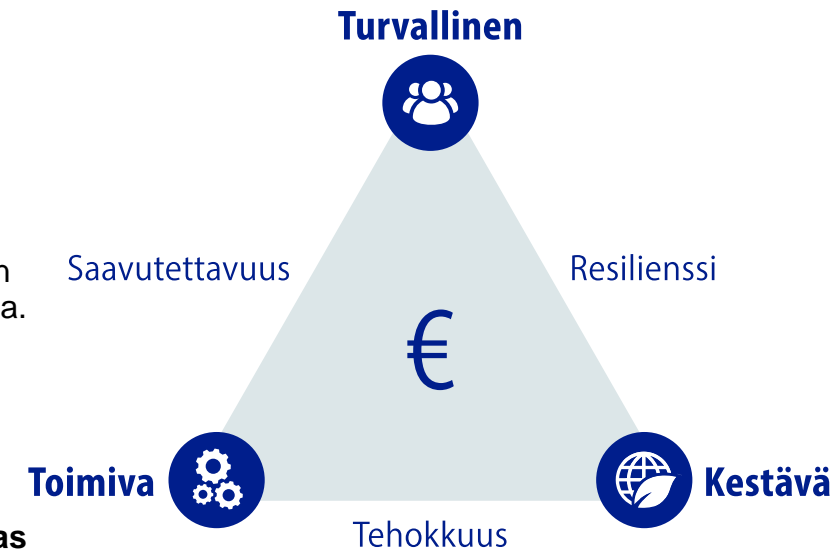 Turvallinen
Saavutettavuus
Resilienssi
a.
€
Toimiva
Kestävä
Tehokkuus